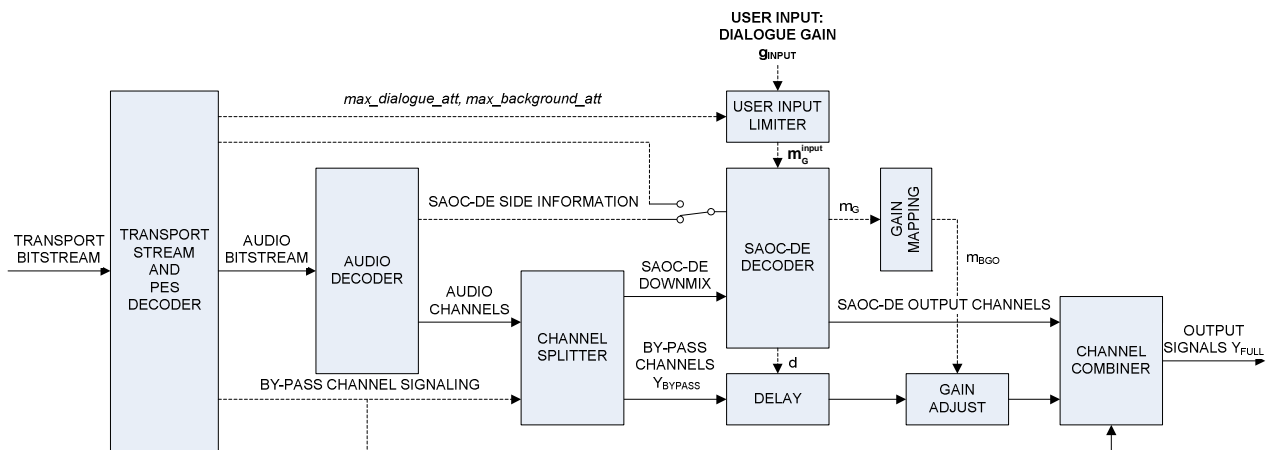 USER INPUT:
DIALOGUE GAIN
gINPUT
max_dialogue_att, max_background_att
USER INPUT
LIMITER
mG input
SAOC-DE SIDE INFORMATION
mG
GAIN
MAPPING
TRANSPORT
BITSTREAM
TRANSPORT
STREAM
AND
PES
DECODER
AUDIO
BITSTREAM
AUDIO
DECODER
SAOC-DE
DECODER
mBGO
SAOC-DE
DOWNMIX
AUDIO
CHANNELS
SAOC-DE OUTPUT CHANNELS
CHANNEL
SPLITTER
BY-PASS
CHANNELS
YBYPASS
d
CHANNEL
COMBINER
OUTPUT
SIGNALS YFULL
BY-PASS CHANNEL SIGNALING
DELAY
GAIN
ADJUST